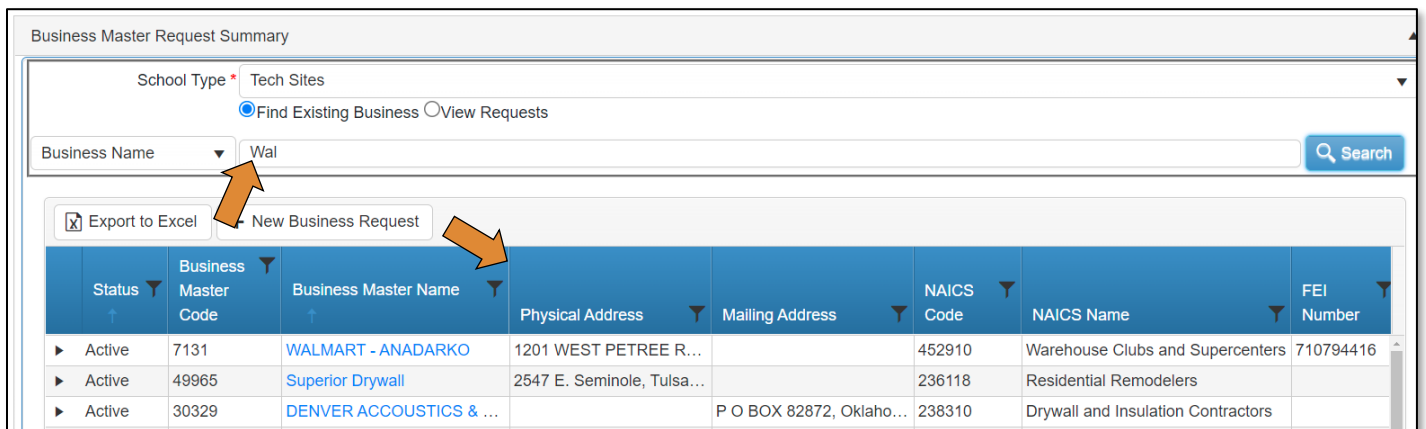 Business Master Request Summary
School Type * Tech Sites
Find Existing Business View Requests
Business Name Wal Search
Export to Excel New Business Request
Status Business Master Code Business Master Name Physical Address Mailing Address NAICS Code NAICS Name FEI Number
Active 7131 WALMART - ANADARKO 1201 WEST PETREE R... 452910 Warehouse Clubs and Supercenters 710794416
Active 49965 Superior Drywall 2547 E. Seminole, Tulsa... 236118 Residential Remodelers
Active 30329 DENVER ACCOUSTICS & ... P O BOX 82872, Oklaho... 238310 Drywall and Insulation Contractors